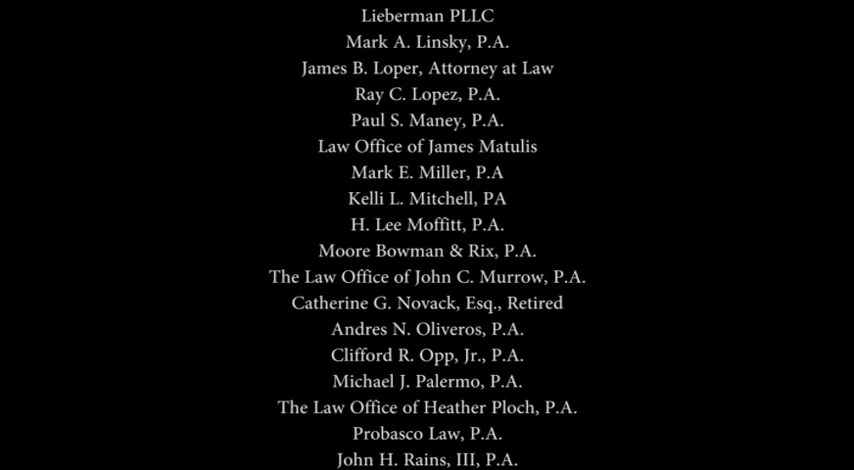 Lieberman PLLC
Mark A. Linsky, P.A.
James B. Loper, Attorney at Law
Ray C. Lopez, P.A.
Paul S. Maney, P.A.
Law Office of James Matulis
Mark E. Miller, P.A
Kelli L. Mitchell, PA
H. Lee Moffitt, P.A.
Moore Bowman & Rix, P.A.
The Law Office of John C. Murrow, P.A.
Catherine G. Novack, Esq., Retired
Andres N. Oliveros, P.A.
Clifford R. Opp, Jr., P.A.
Michael J. Palermo, P.A.
The Law Office of Heather Ploch, P.A.
Probasco Law, P.A.
John H. Rains, III, P.A.